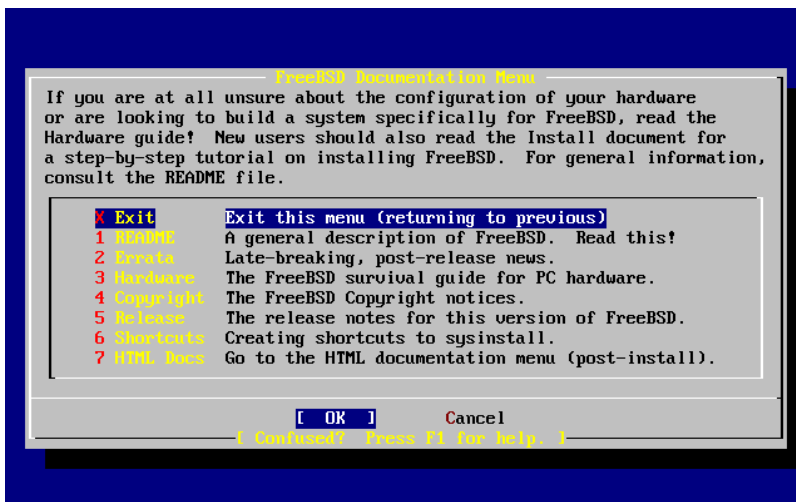 FreeBSD Documentation Menu
If you are at all unsure about the configuration of your hardware
or are looking to build a system specifically for FreeBSD, read the
Hardware guide!  New users should also read the Install document for
a step-by-step tutorial on installing FreeBSD.  For general information,
consult the README file.
X Exit Exit this menu (returning to previous)
1 README A general description of FreeBSD.  Read this!
2 Errata Late-breaking, post-release news.
3 Hardware The FreeBSD survival guide for PC hardware.
4 Copyright The FreeBSD Copyright notices.
5 Release The release notes for this version of FreeBSD.
6 Shortcuts Creating shortcuts to sysinstall.
7 HTML Docs Go to the HTML documentation menu (post-install).
[ OK ] Cancel
[ Confused?  Press F1 for help. ]